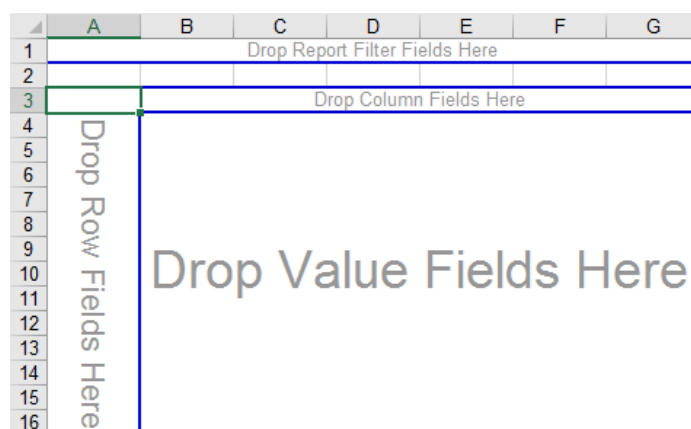 A B C D E F G
1 Drop Report Filter Fields Here
2
3 Drop Column Fields Here
4
5
6
7
8
9
10
11
12
13
14
15
16
Drop Row Fields Here
Drop Value Fields Here